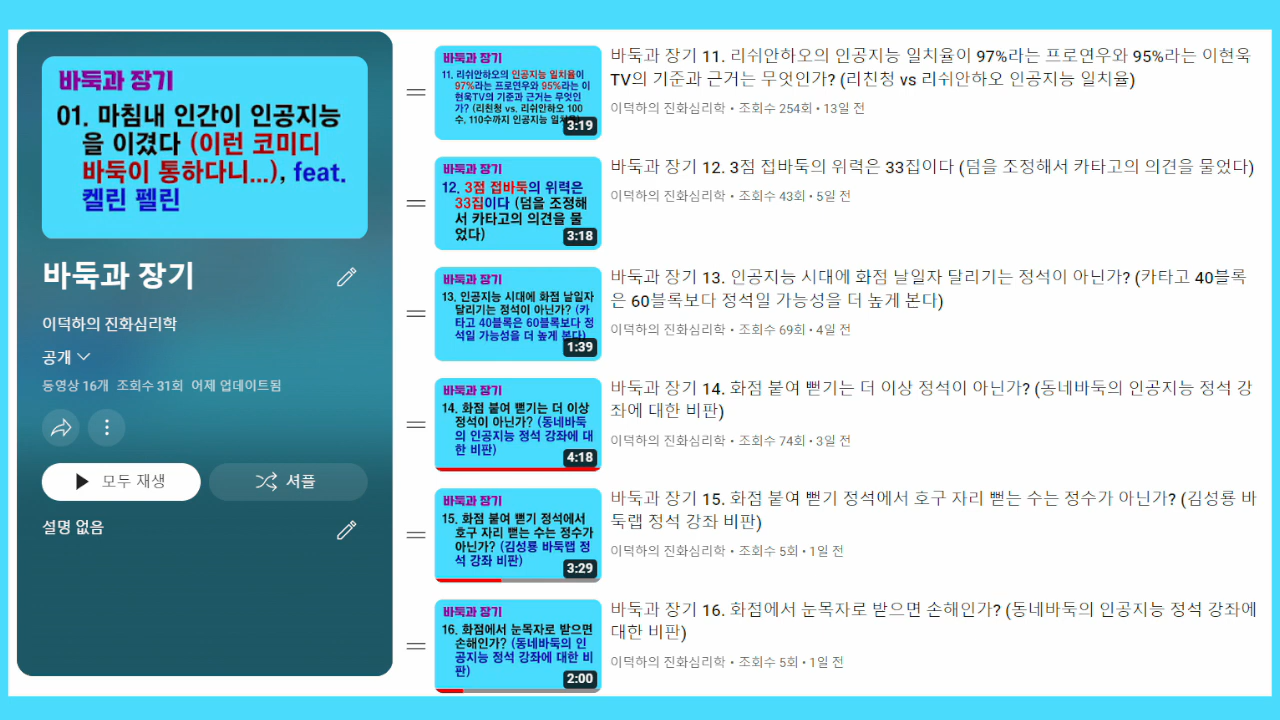 바둑과 장기
01. 마침내 인간이 인공지능
을 이겼다 (이런 코미디
바둑이 통하다니...), feat.
켈린 펠린
바둑과 장기
이덕하의 진화심리학
공개
동영상 16개 조회수 31회 어제 업데이트됨
모두 재생
셔플
설명 없음
바둑과 장기
11. 리쉬안하오의 인공지능 일치율이
97%라는 프로연우와 95%라는 이
현욱TV의 기준과 근거는 무엇인
가? (리친청 vs. 리쉬안하오 100
수, 110수까지 인공지능
3:19
바둑과 장기 11. 리쉬안하오의 인공지능 일치율이 97%라는 프로연우와 95%라는 이현욱
TV의 기준과 근거는 무엇인가? (리친청 vs 리쉬안하오 인공지능 일치율)
이덕하의 진화심리학 • 조회수 254회 • 13일 전
바둑과 장기
12. 3점 접바둑의 위력은
33집이다 (덤을 조정해
서 카타고의 의견을 물
었다)
3:18
바둑과 장기 12. 3점 접바둑의 위력은 33집이다 (덤을 조정해서 카타고의 의견을 물었다)
이덕하의 진화심리학 • 조회수 43회 • 5일 전
바둑과 장기
13. 인공지능 시대에 화점 날일자
달리기는 정석이 아닌가? (카
타고 40블록은 60블록보다 정
석일 가능성을 더 높게 본다)
1:39
바둑과 장기 13. 인공지능 시대에 화점 날일자 달리기는 정석이 아닌가? (카타고 40블록
은 60블록보다 정석일 가능성을 더 높게 본다)
이덕하의 진화심리학 • 조회수 69회 • 4일 전
바둑과 장기
14. 화점 붙여 뻗기는 더 이상
정석이 아닌가? (동네바둑
의 인공지능 정석 강좌에 대
한 비판)
4:18
바둑과 장기 14. 화점 붙여 뻗기는 더 이상 정석이 아닌가? (동네바둑의 인공지능 정석 강
좌에 대한 비판)
이덕하의 진화심리학 • 조회수 74회 • 3일 전
바둑과 장기
15. 화점 붙여 뻗기 정석에서
호구 자리 뻗는 수는 정수가
아닌가? (김성룡 바둑랩 정
석 강좌 비판)
3:29
바둑과 장기 15. 화점 붙여 뻗기 정석에서 호구 자리 뻗는 수는 정수가 아닌가? (김성룡 바
둑랩 정석 강좌 비판)
이덕하의 진화심리학 • 조회수 5회 • 1일 전
바둑과 장기
16. 화점에서 눈목자로 받으면
손해인가? (동네바둑의 인
공지능 정석 강좌에 대한 비
판)
2:00
바둑과 장기 16. 화점에서 눈목자로 받으면 손해인가? (동네바둑의 인공지능 정석 강좌에
대한 비판)
이덕하의 진화심리학 • 조회수 5회 • 1일 전